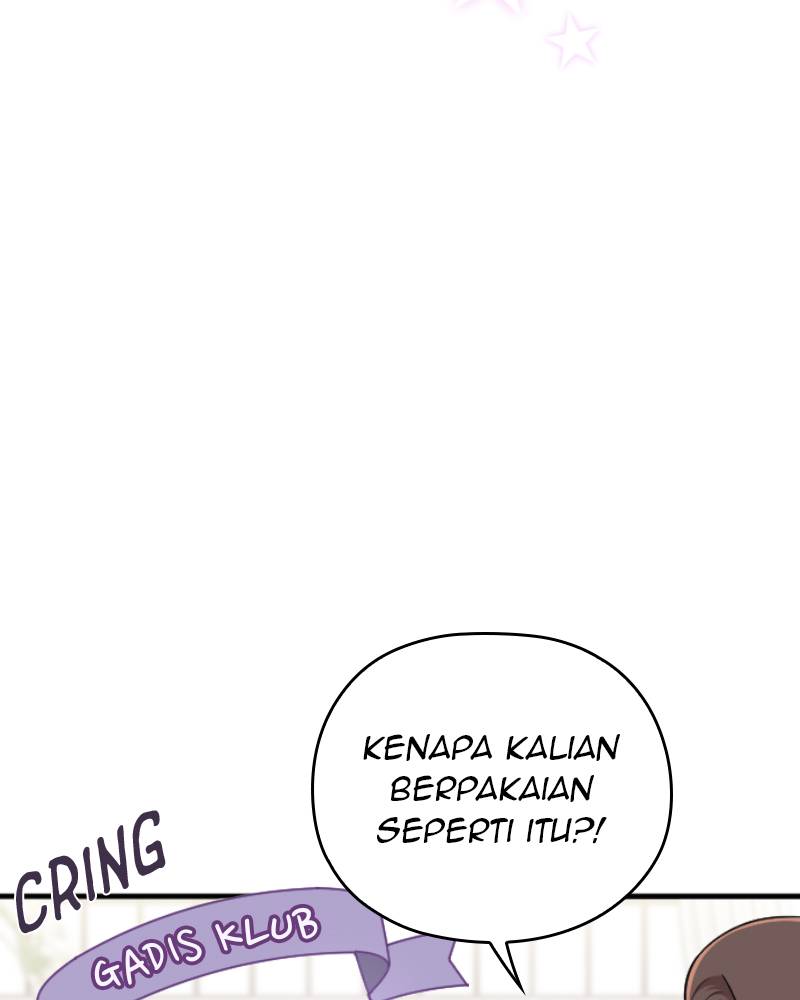 KENAPA KALIAN
BERPAKAIAN
SEPERTI ITU?!
CRING
GADIS KLUB